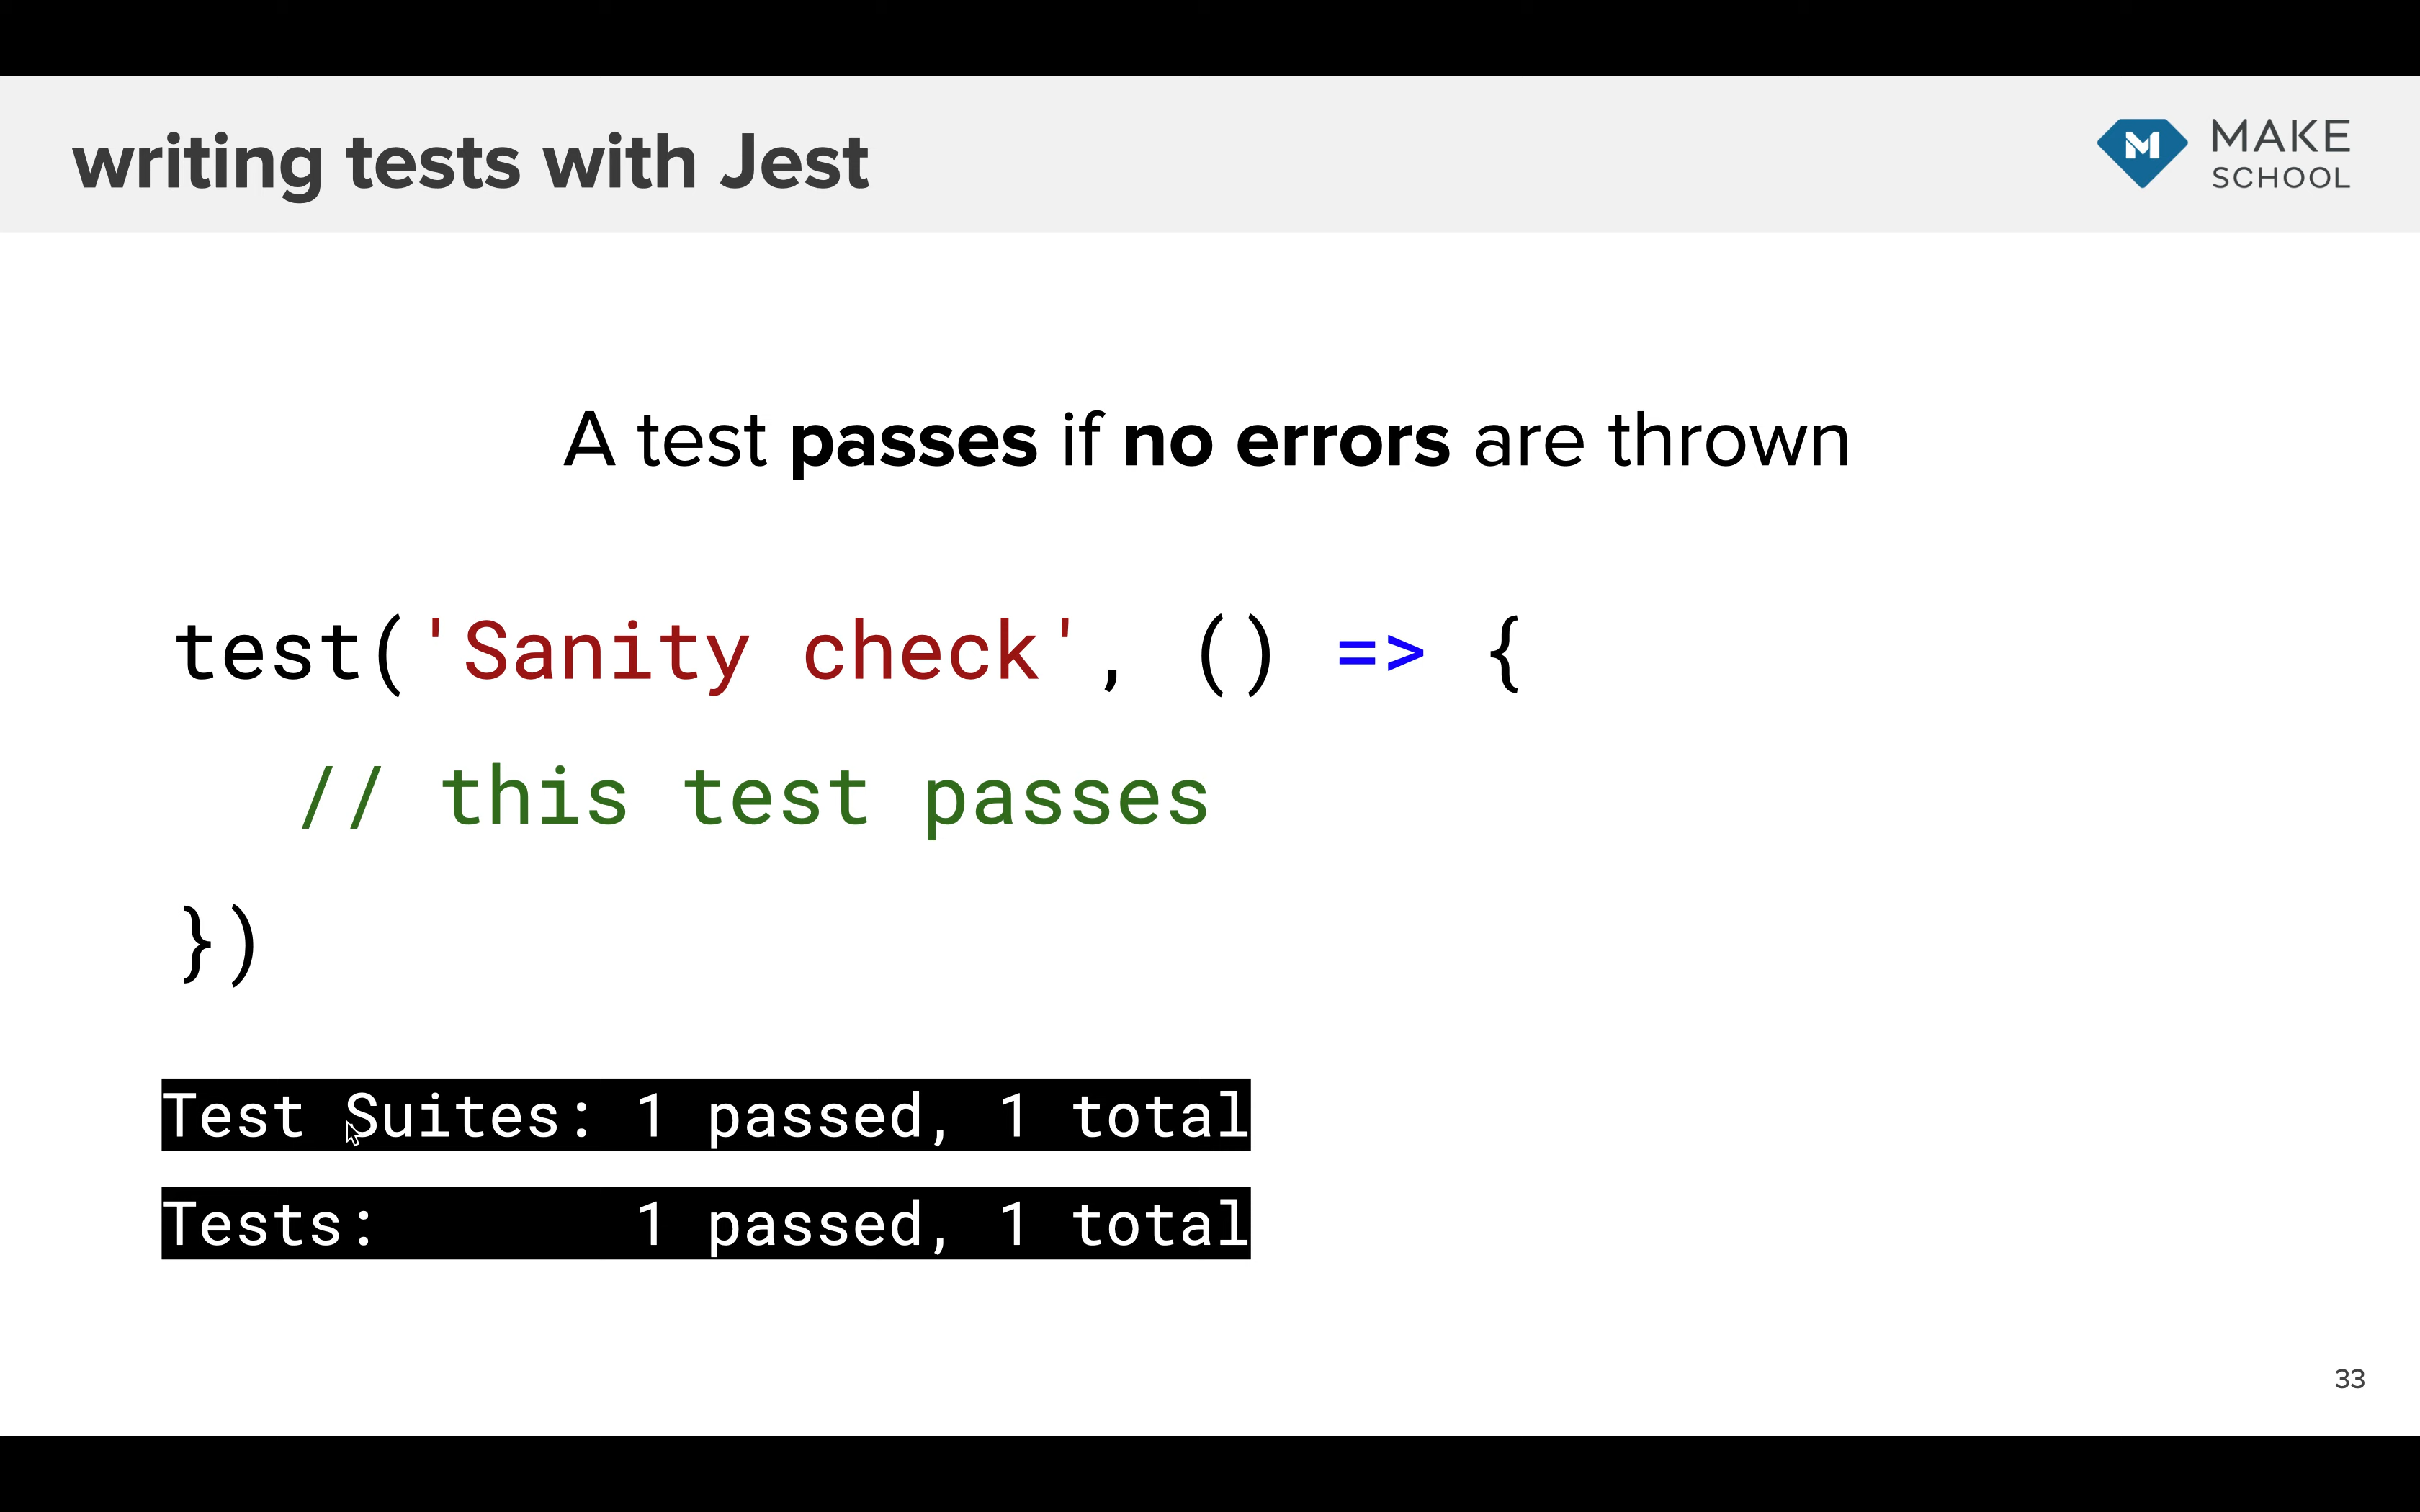 writing tests with Jest
MAKE
SCHOOL
A test passes if no errors are thrown
test('Sanity check', () => {
// this test passes
})
Test Suites: 1 passed, 1 total
Tests: 1 passed, 1 total
33